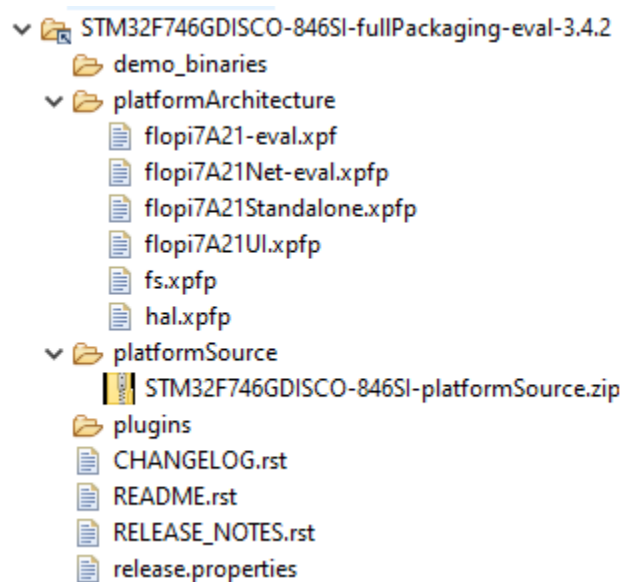 STM32F746GDISCO-846SI-fullPackaging-eval-3.4.2
demo_binaries
platformArchitecture
flopi7A21-eval.xpf
flopi7A21Net-eval.xpfp
flopi7A21Standalone.xpfp
flopi7A21UI.xpfp
fs.xpfp
hal.xpfp
platformSource
STM32F746GDISCO-846SI-platformSource.zip
plugins
CHANGELOG.rst
README.rst
RELEASE_NOTES.rst
release.properties